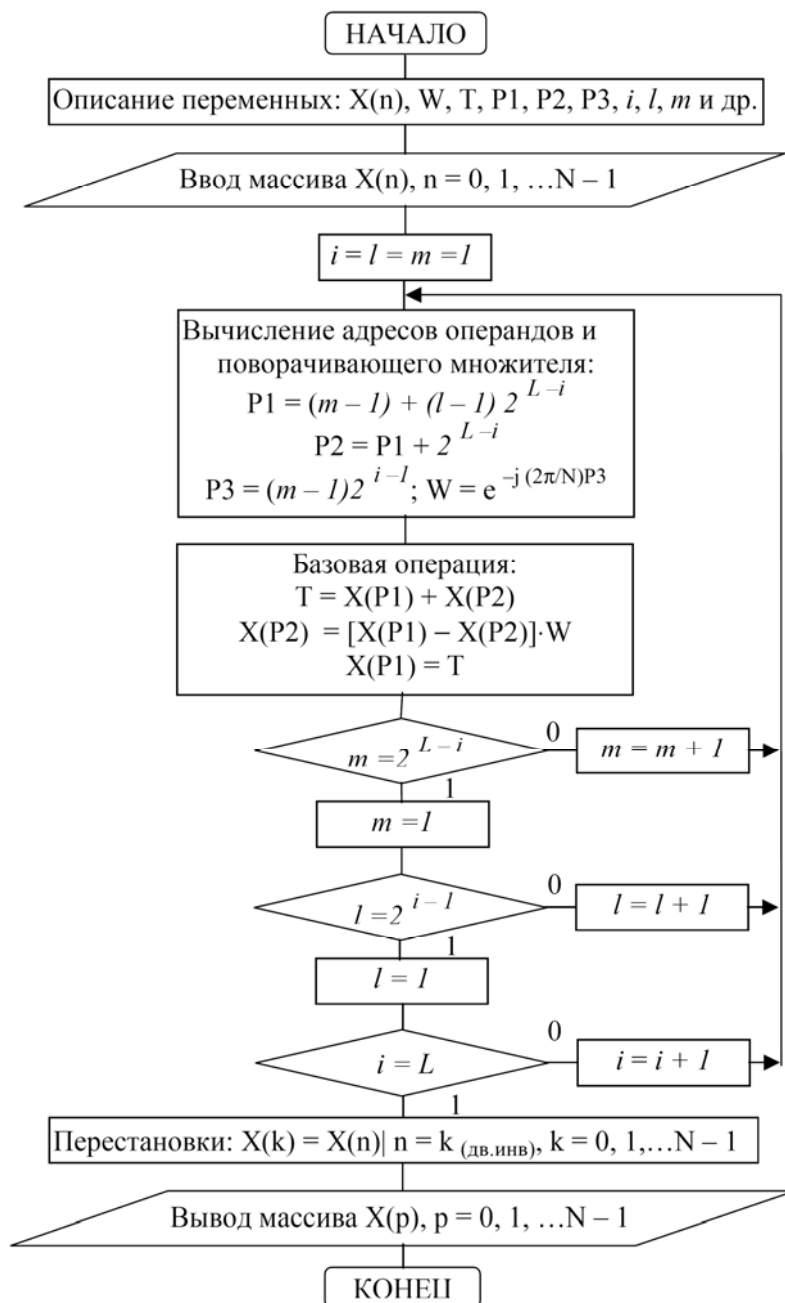 НАЧАЛО
Описание переменных: X(n), W, T, P1, P2, P3, i, l, m и др.
Ввод массива X(n), n = 0, 1, …N – 1
i = l = m =1
Вычисление адресов операндов и
поворачивающего множителя:
P1 = (m – 1) + (l – 1) 2^{L – i}
P2 = P1 + 2^{L – i}
P3 = (m – 1)2^{i – 1}; W = e^{–j (2π/N)P3}
Базовая операция:
T = X(P1) + X(P2)
X(P2) = [X(P1) − X(P2)]·W
X(P1) = T
m =2^{L – i}
0
m = m + 1
1
m =1
l =2^{i – 1}
0
l = l + 1
1
l = 1
i = L
0
i = i + 1
1
Перестановки: X(k) = X(n)| n = k (дв.инв), k = 0, 1,…N – 1
Вывод массива X(p), p = 0, 1, …N – 1
КОНЕЦ